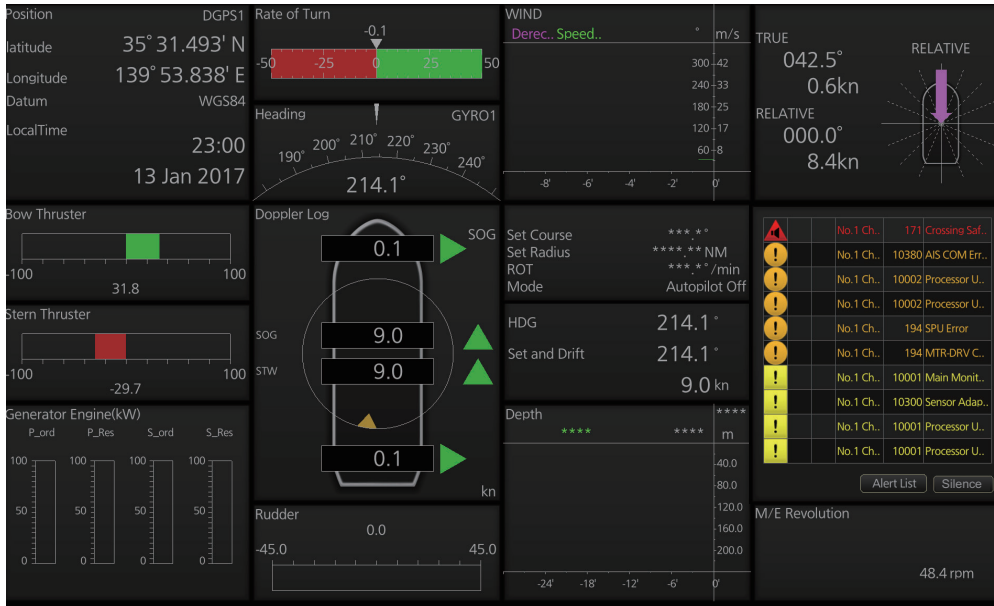 Position DGPS1
latitude 35° 31.493' N
Longitude 139° 53.838' E
Datum WGS84
LocalTime
23:00
13 Jan 2017
Rate of Turn
-0.1
-50 -25 0 25 50
Heading GYRO1
190° 200° 210° 220° 230° 240°
214.1°
WIND
Derec.. Speed.. ° m/s
300 42
240 33
180 25
120 17
60 8
-8' -6' -4' -2' 0'
TRUE
042.5°
0.6kn
RELATIVE
000.0°
8.4kn
RELATIVE
Bow Thruster
-100 100
31.8
Stern Thruster
-100 100
-29.7
Generator Engine(kW)
P_ord P_Res S_ord S_Res
100 100 100 100
50 50 50 50
0 0 0 0
Doppler Log
0.1 SOG
SOG 9.0
STW 9.0
0.1
kn
Rudder
0.0
-45.0 45.0
Set Course ***.*°
Set Radius ****.** NM
ROT ***.*°/min
Mode Autopilot Off
HDG 214.1°
Set and Drift 214.1°
9.0 kn
Depth ****
**** **** m
40.0
80.0
120.0
160.0
200.0
-24' -18' -12' -6' 0'
! No.1 Ch.. 171 Crossing Saf..
! No.1 Ch.. 10380 AIS COM Err..
! No.1 Ch.. 10002 Processor U..
! No.1 Ch.. 10002 Processor U..
! No.1 Ch.. 194 SPU Error
! No.1 Ch.. 194 MTR-DRV C..
! No.1 Ch.. 10001 Main Monit..
! No.1 Ch.. 10300 Sensor Adap..
! No.1 Ch.. 10001 Processor U..
! No.1 Ch.. 10001 Processor U..
Alert List Silence
M/E Revolution
48.4 rpm